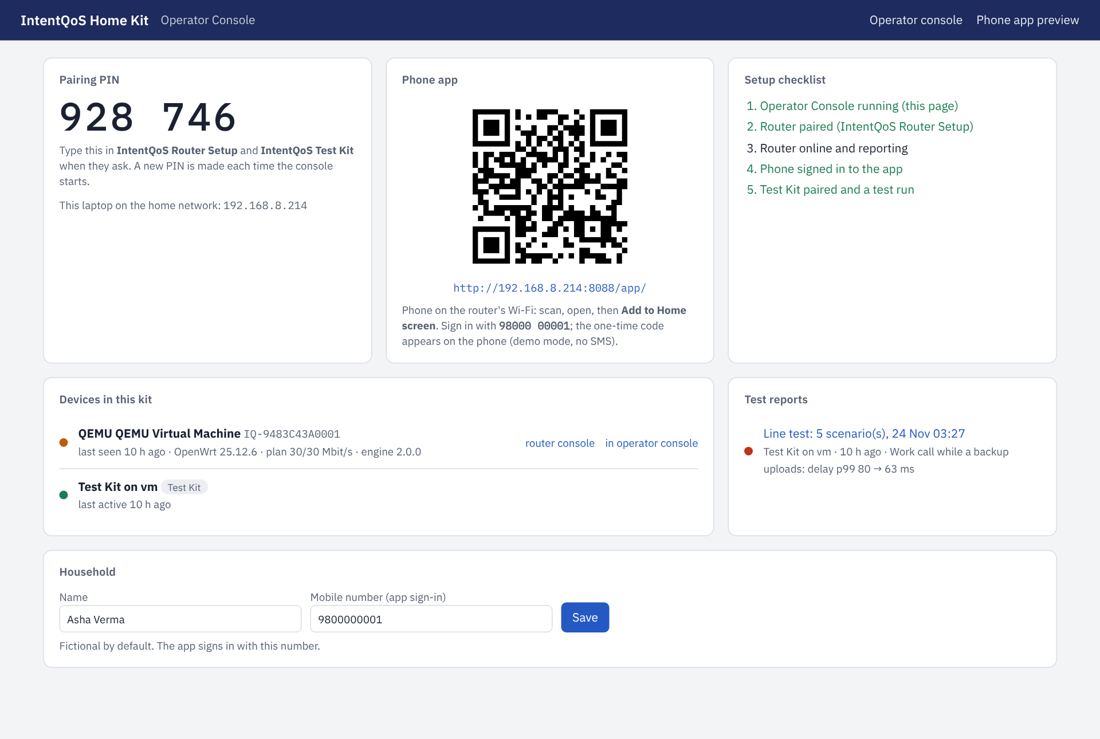 IntentQoS Home Kit Operator Console
Operator console Phone app preview
Pairing PIN
928 746
Type this in IntentQoS Router Setup and IntentQoS Test Kit
when they ask. A new PIN is made each time the console
starts.
This laptop on the home network: 192.168.8.214
Phone app
http://192.168.8.214:8088/app/
Phone on the router's Wi-Fi: scan, open, then Add to Home
screen. Sign in with 98000 00001; the one-time code
appears on the phone (demo mode, no SMS).
Setup checklist
1. Operator Console running (this page)
2. Router paired (IntentQoS Router Setup)
3. Router online and reporting
4. Phone signed in to the app
5. Test Kit paired and a test run
Devices in this kit
QEMU QEMU Virtual Machine IQ-9483C43A0001
last seen 10 h ago · OpenWrt 25.12.6 · plan 30/30 Mbit/s · engine 2.0.0
router console in operator console
Test Kit on vm Test Kit
last active 10 h ago
Test reports
Line test: 5 scenario(s), 24 Nov 03:27
Test Kit on vm · 10 h ago · Work call while a backup
uploads: delay p99 80 → 63 ms
Household
Name
Asha Verma
Mobile number (app sign-in)
9800000001
Save
Fictional by default. The app signs in with this number.